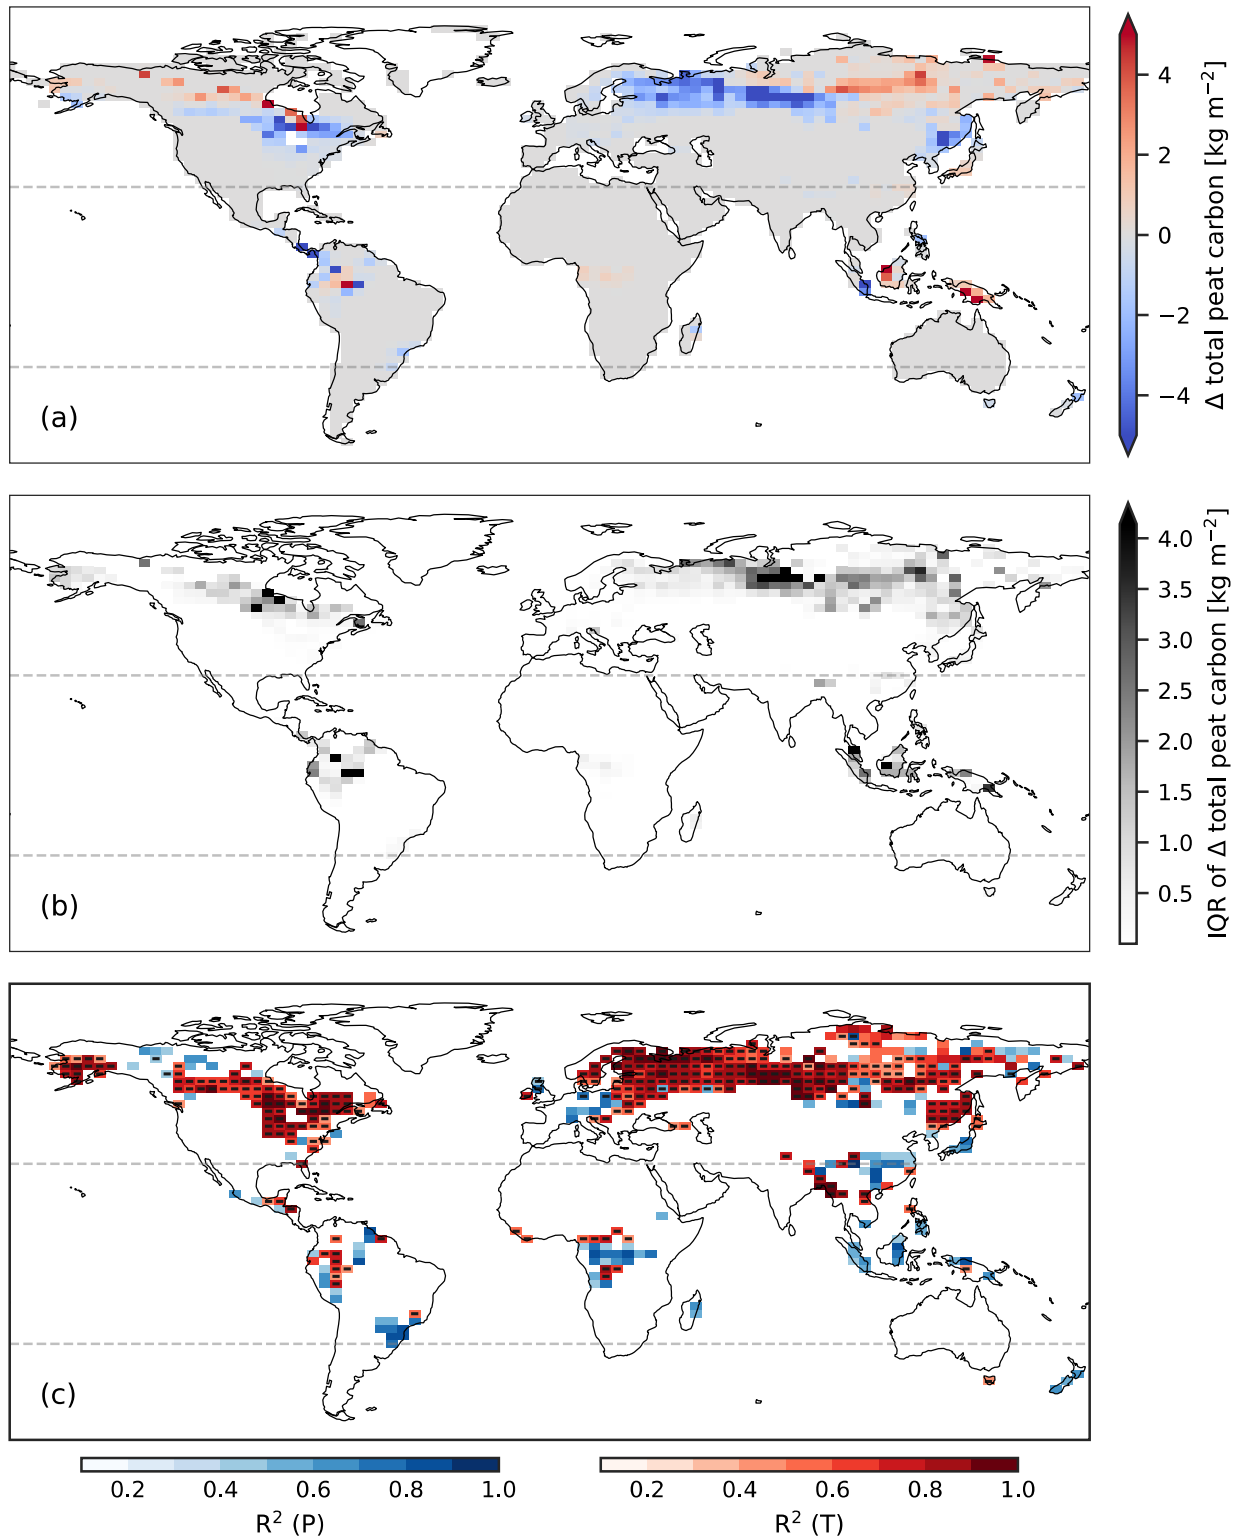 4
2
0
−2
−4
Δ total peat carbon [kg m⁻²]
(a)
4.0
3.5
3.0
2.5
2.0
1.5
1.0
0.5
IQR of Δ total peat carbon [kg m⁻²]
(b)
(c)
0.2 0.4 0.6 0.8 1.0
R² (P)
0.2 0.4 0.6 0.8 1.0
R² (T)